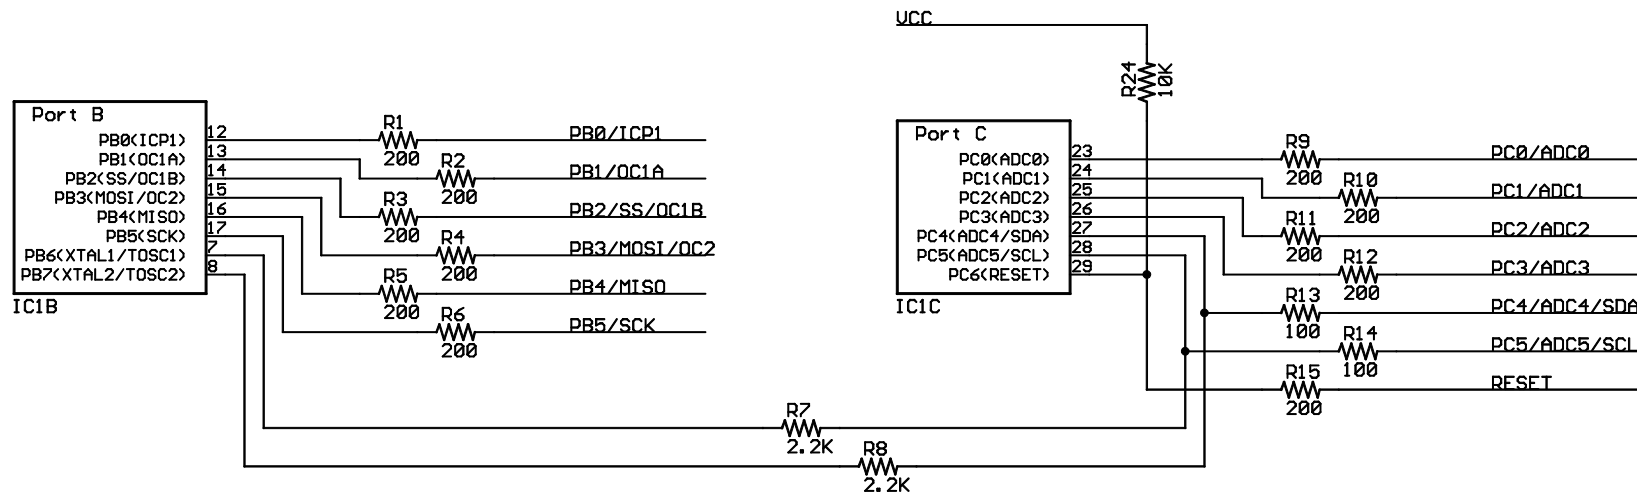 VCC
R24
10K
Port B
PB0(ICP1)
PB1(OC1A)
PB2(SS/OC1B)
PB3(MOSI/OC2)
PB4(MISO)
PB5(SCK)
PB6(XTAL1/TOSC1)
PB7(XTAL2/TOSC2)
12
13
14
15
16
17
7
8
IC1B
R1
200
R2
200
R3
200
R4
200
R5
200
R6
200
PB0/ICP1
PB1/OC1A
PB2/SS/OC1B
PB3/MOSI/OC2
PB4/MISO
PB5/SCK
R7
2.2K
R8
2.2K
Port C
PC0(ADC0)
PC1(ADC1)
PC2(ADC2)
PC3(ADC3)
PC4(ADC4/SDA)
PC5(ADC5/SCL)
PC6(RESET)
23
24
25
26
27
28
29
IC1C
R9
200
R10
200
R11
200
R12
200
R13
100
R14
100
R15
200
PC0/ADC0
PC1/ADC1
PC2/ADC2
PC3/ADC3
PC4/ADC4/SDA
PC5/ADC5/SCL
RESET